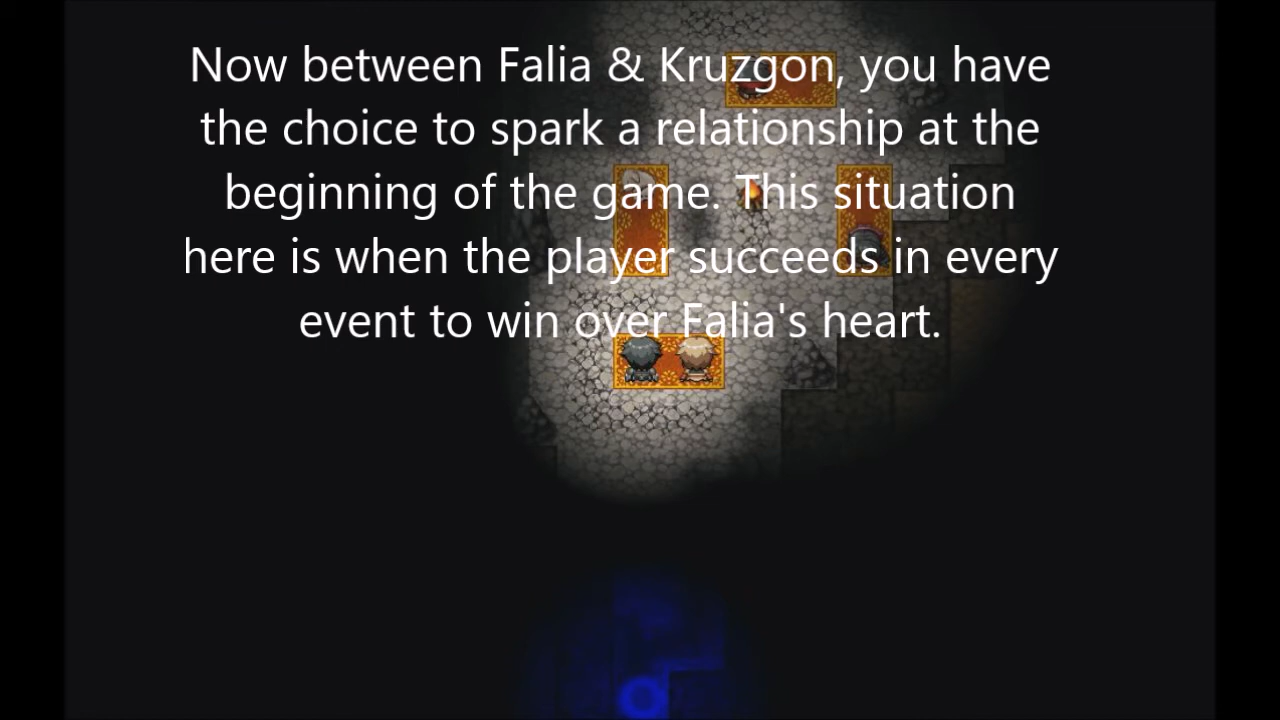 Now between Falia & Kruzgon, you have
the choice to spark a relationship at the
beginning of the game. This situation
here is when the player succeeds in every
event to win over Falia's heart.